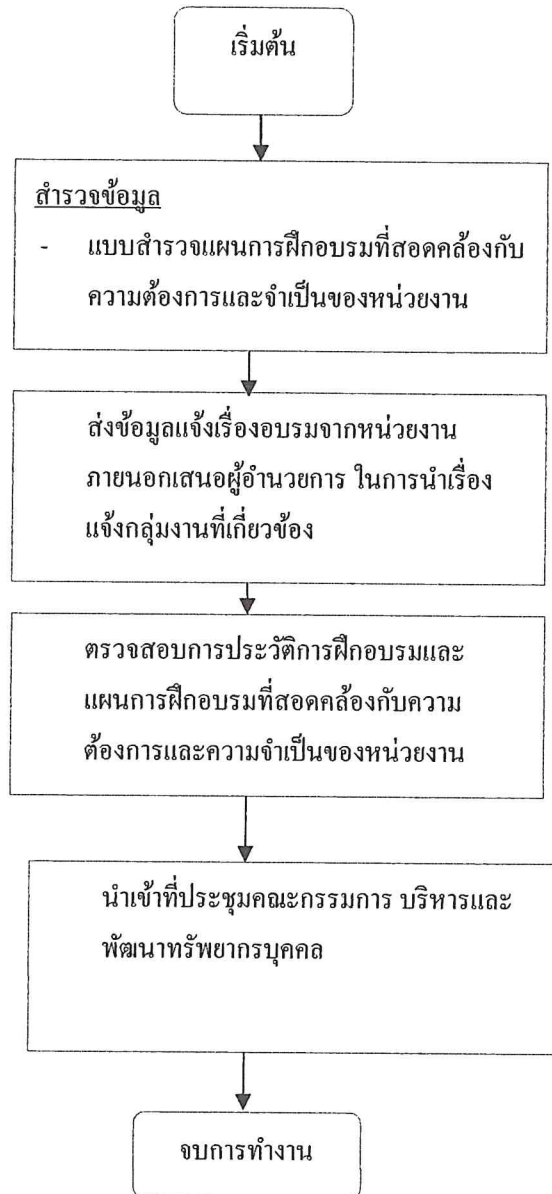 เริ่มต้น
สำรวจข้อมูล
- แบบสำรวจแผนการฝึกอบรมที่สอดคล้องกับ
ความต้องการและจำเป็นของหน่วยงาน
ส่งข้อมูลแจ้งเรื่องอบรมจากหน่วยงาน
ภายนอกเสนอผู้อำนวยการ ในการนำเรื่อง
แจ้งกลุ่มงานที่เกี่ยวข้อง
ตรวจสอบการประวัติการฝึกอบรมและ
แผนการฝึกอบรมที่สอดคล้องกับความ
ต้องการและความจำเป็นของหน่วยงาน
นำเข้าที่ประชุมคณะกรรมการ บริหารและ
พัฒนาทรัพยากรบุคคล
จบการทำงาน